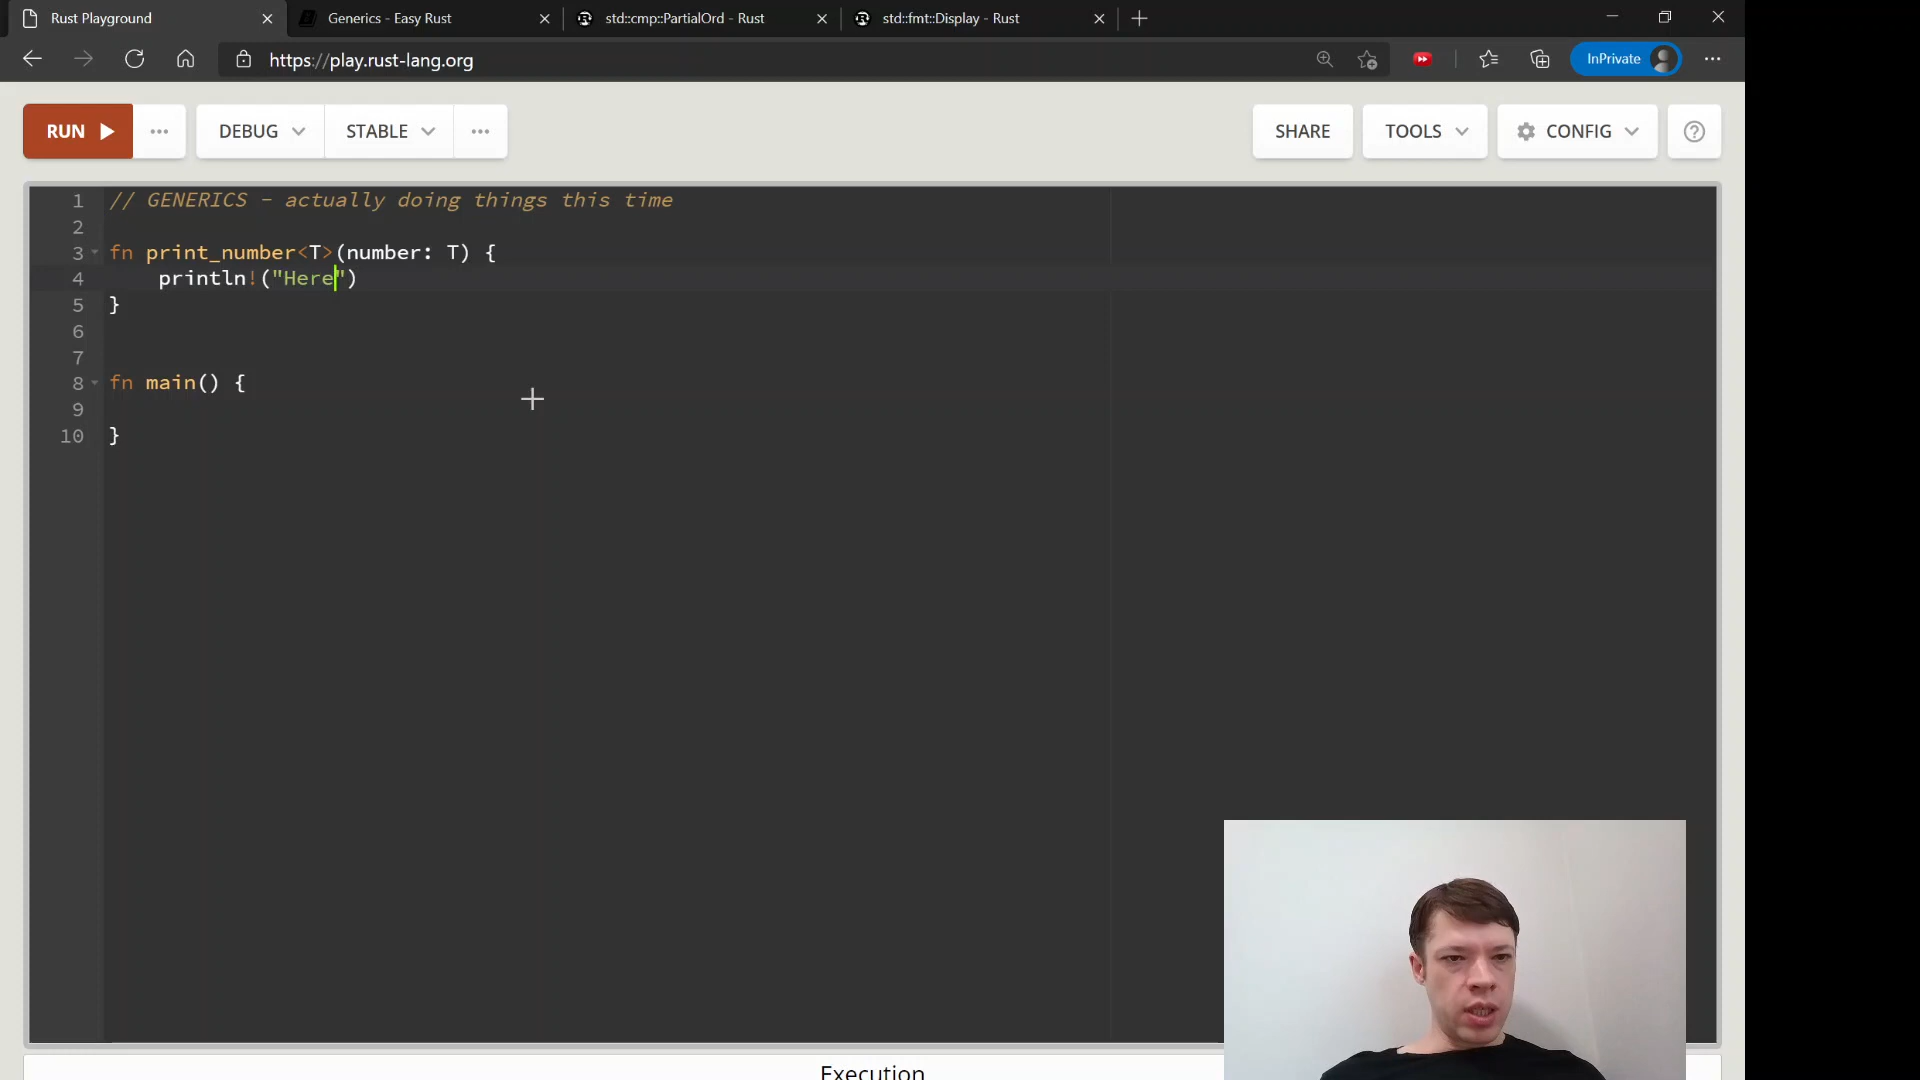 Rust Playground
Generics - Easy Rust
std::cmp::PartialOrd - Rust
std::fmt::Display - Rust
https://play.rust-lang.org
InPrivate
RUN
DEBUG
STABLE
SHARE
TOOLS
CONFIG
1 // GENERICS - actually doing things this time
2
3 fn print_number<T>(number: T) {
4     println!("Here")
5 }
6
7
8 fn main() {
9
10 }
Execution